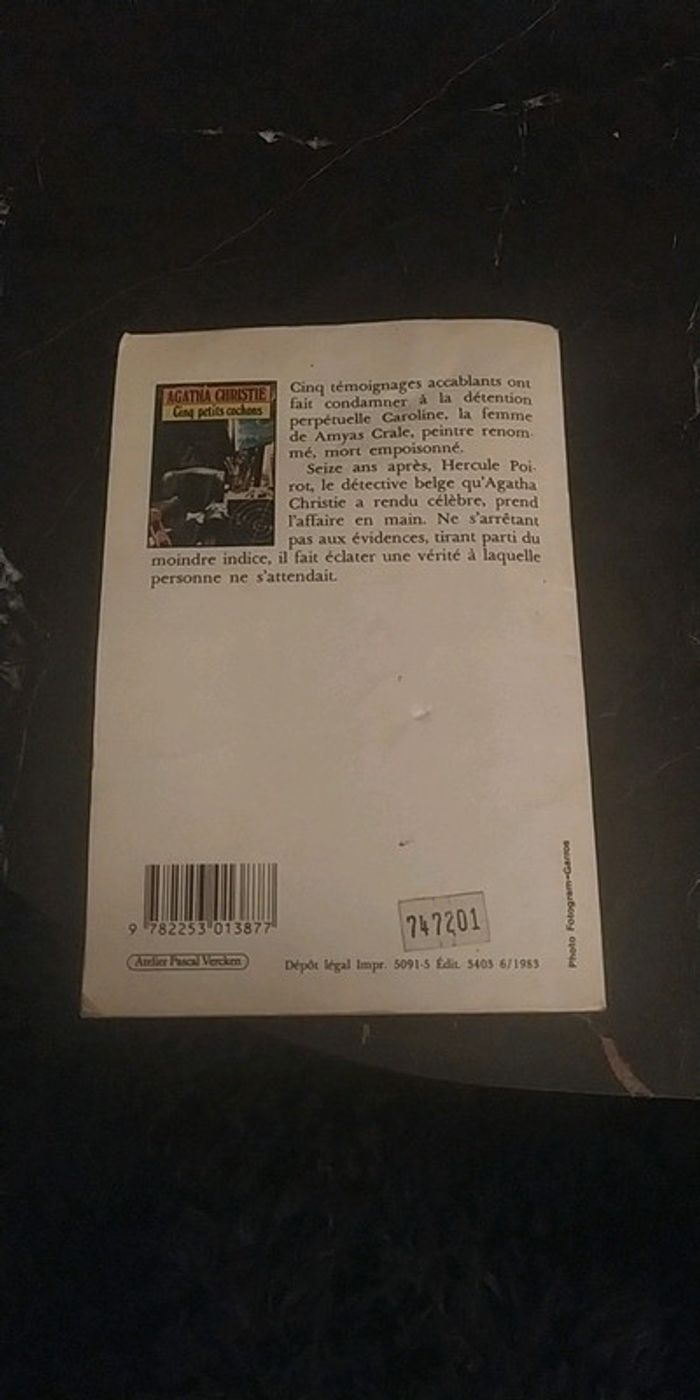 AGATHA CHRISTIE
Cinq petits cochons
Cinq témoignages accablants ont
fait condamner à la détention
perpétuelle Caroline, la femme
de Amyas Crale, peintre renom-
mé, mort empoisonné.
Seize ans après, Hercule Poi-
rot, le détective belge qu'Agatha
Christie a rendu célèbre, prend
l'affaire en main. Ne s'arrêtant
pas aux évidences, tirant parti du
moindre indice, il fait éclater une vérité à laquelle
personne ne s'attendait.
9 782253 013877
747201
Atelier Pascal Vercken
Dépôt légal Impr. 5091-5 Édit. 5403 6/1983
Photo Fotogram-Garros